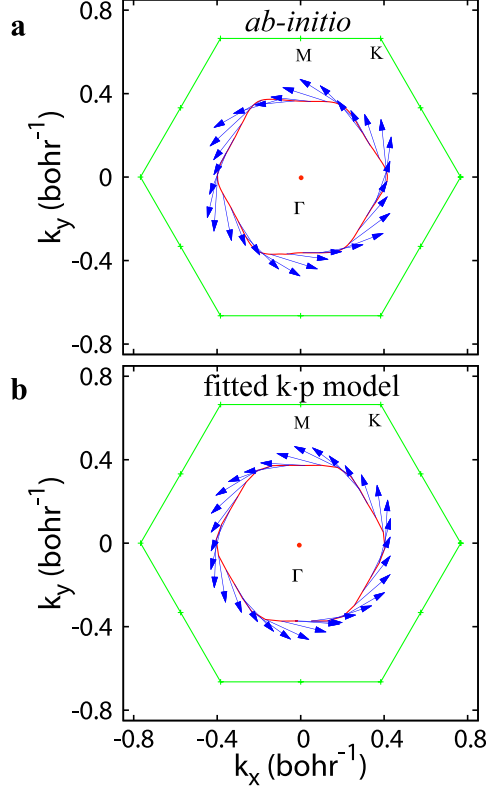 a
ab-initio
M
K
0.8
0.4
0
-0.4
-0.8
k_y (bohr⁻¹)
Γ
b
fitted k·p model
M
K
0.8
0.4
0
-0.4
-0.8
k_y (bohr⁻¹)
Γ
-0.8 -0.4 0 0.4 0.8
k_x (bohr⁻¹)